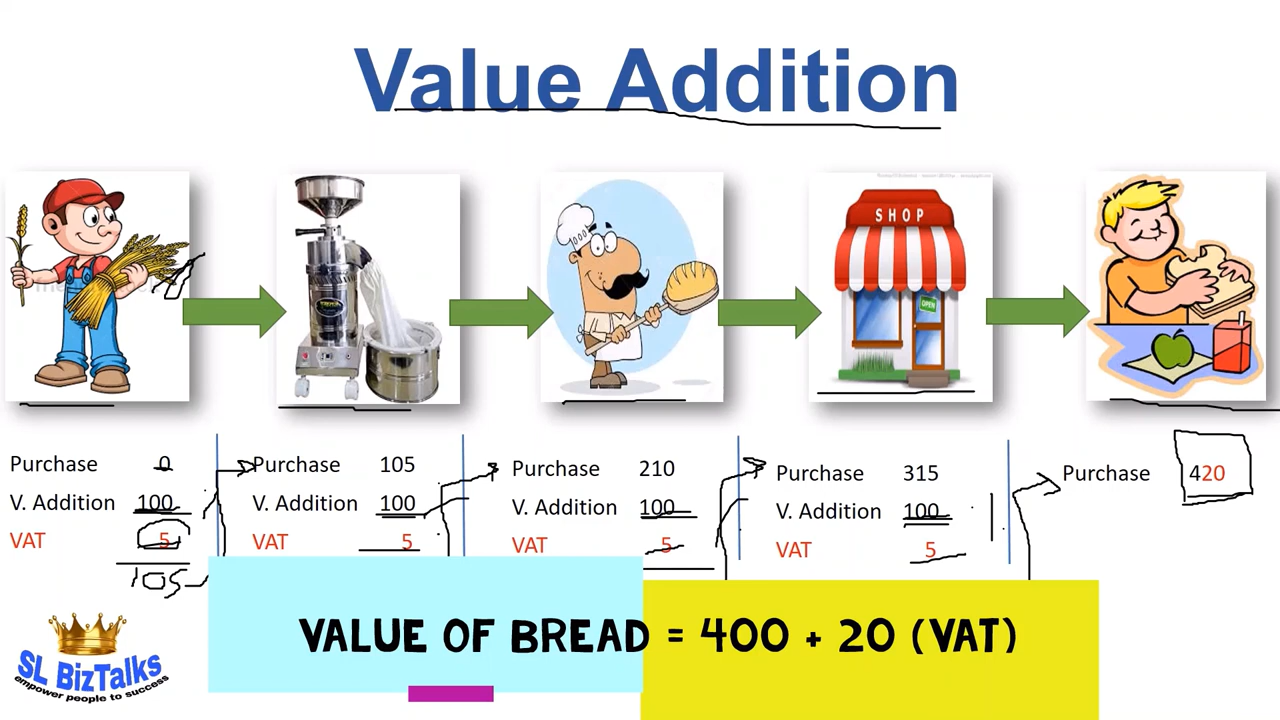 Value Addition
SHOP
OPEN
Purchase 0
V. Addition 100
VAT 5
105
Purchase 105
V. Addition 100
VAT 5
Purchase 210
V. Addition 100
VAT 5
Purchase 315
V. Addition 100
VAT 5
Purchase 420
VALUE OF BREAD = 400 + 20 (VAT)
SL BizTalks
empower people to success